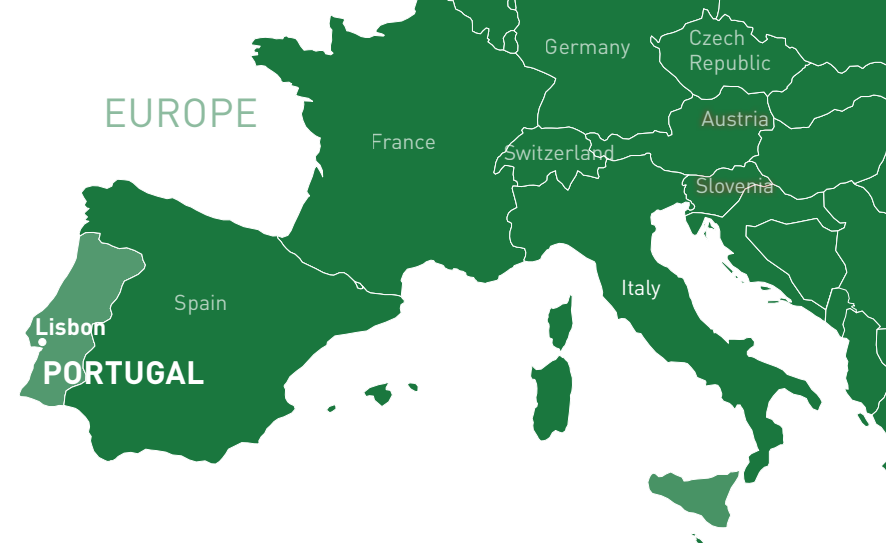 Germany
Czech
Republic
EUROPE
Austria
France
Switzerland
Slovenia
Italy
Spain
Lisbon
PORTUGAL